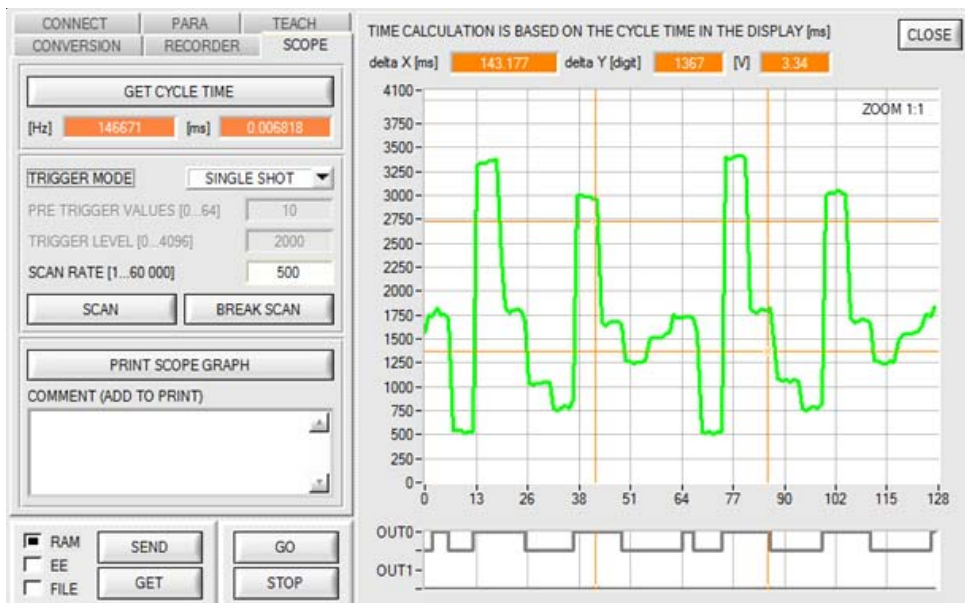 CONNECT PARA TEACH
CONVERSION RECORDER SCOPE
GET CYCLE TIME
[Hz] 146671 [ms] 0.006818
TRIGGER MODE SINGLE SHOT
PRE TRIGGER VALUES [0...64] 10
TRIGGER LEVEL [0...4096] 2000
SCAN RATE [1...60 000] 500
SCAN BREAK SCAN
PRINT SCOPE GRAPH
COMMENT (ADD TO PRINT)
RAM
EE
FILE
SEND
GET
GO
STOP
TIME CALCULATION IS BASED ON THE CYCLE TIME IN THE DISPLAY [ms]
CLOSE
delta X [ms] 143.177 delta Y [digit] 1367 [V] 3.34
ZOOM 1:1
4100
3750
3500
3250
3000
2750
2500
2250
2000
1750
1500
1250
1000
750
500
250
0
0 13 26 38 51 64 77 90 102 115 128
OUT0
OUT1